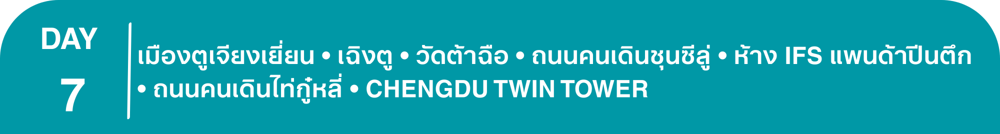 DAY
7
เมืองตูเจียงเยี่ยน • เฉิงตู • วัดต้าฉือ • ถนนคนเดินชุนซีลู่ • ห้าง IFS แพนด้าปีนตึก
• ถนนคนเดินไท่กู๋หลี่ • CHENGDU TWIN TOWER